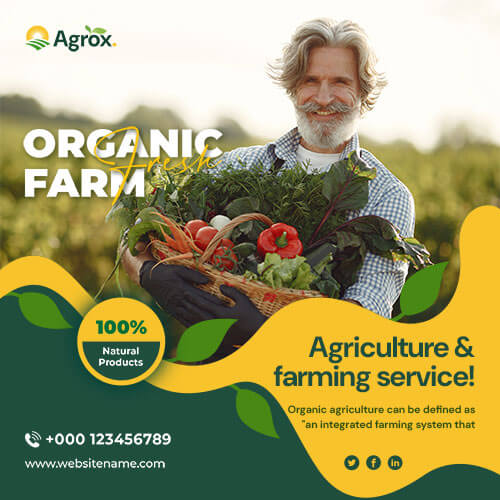 Agrox.
ORGANIC
Fresh
FARM
100%
Natural
Products
Agriculture &
farming service!
Organic agriculture can be defined as
"an integrated farming system that
+000 123456789
www.websitename.com